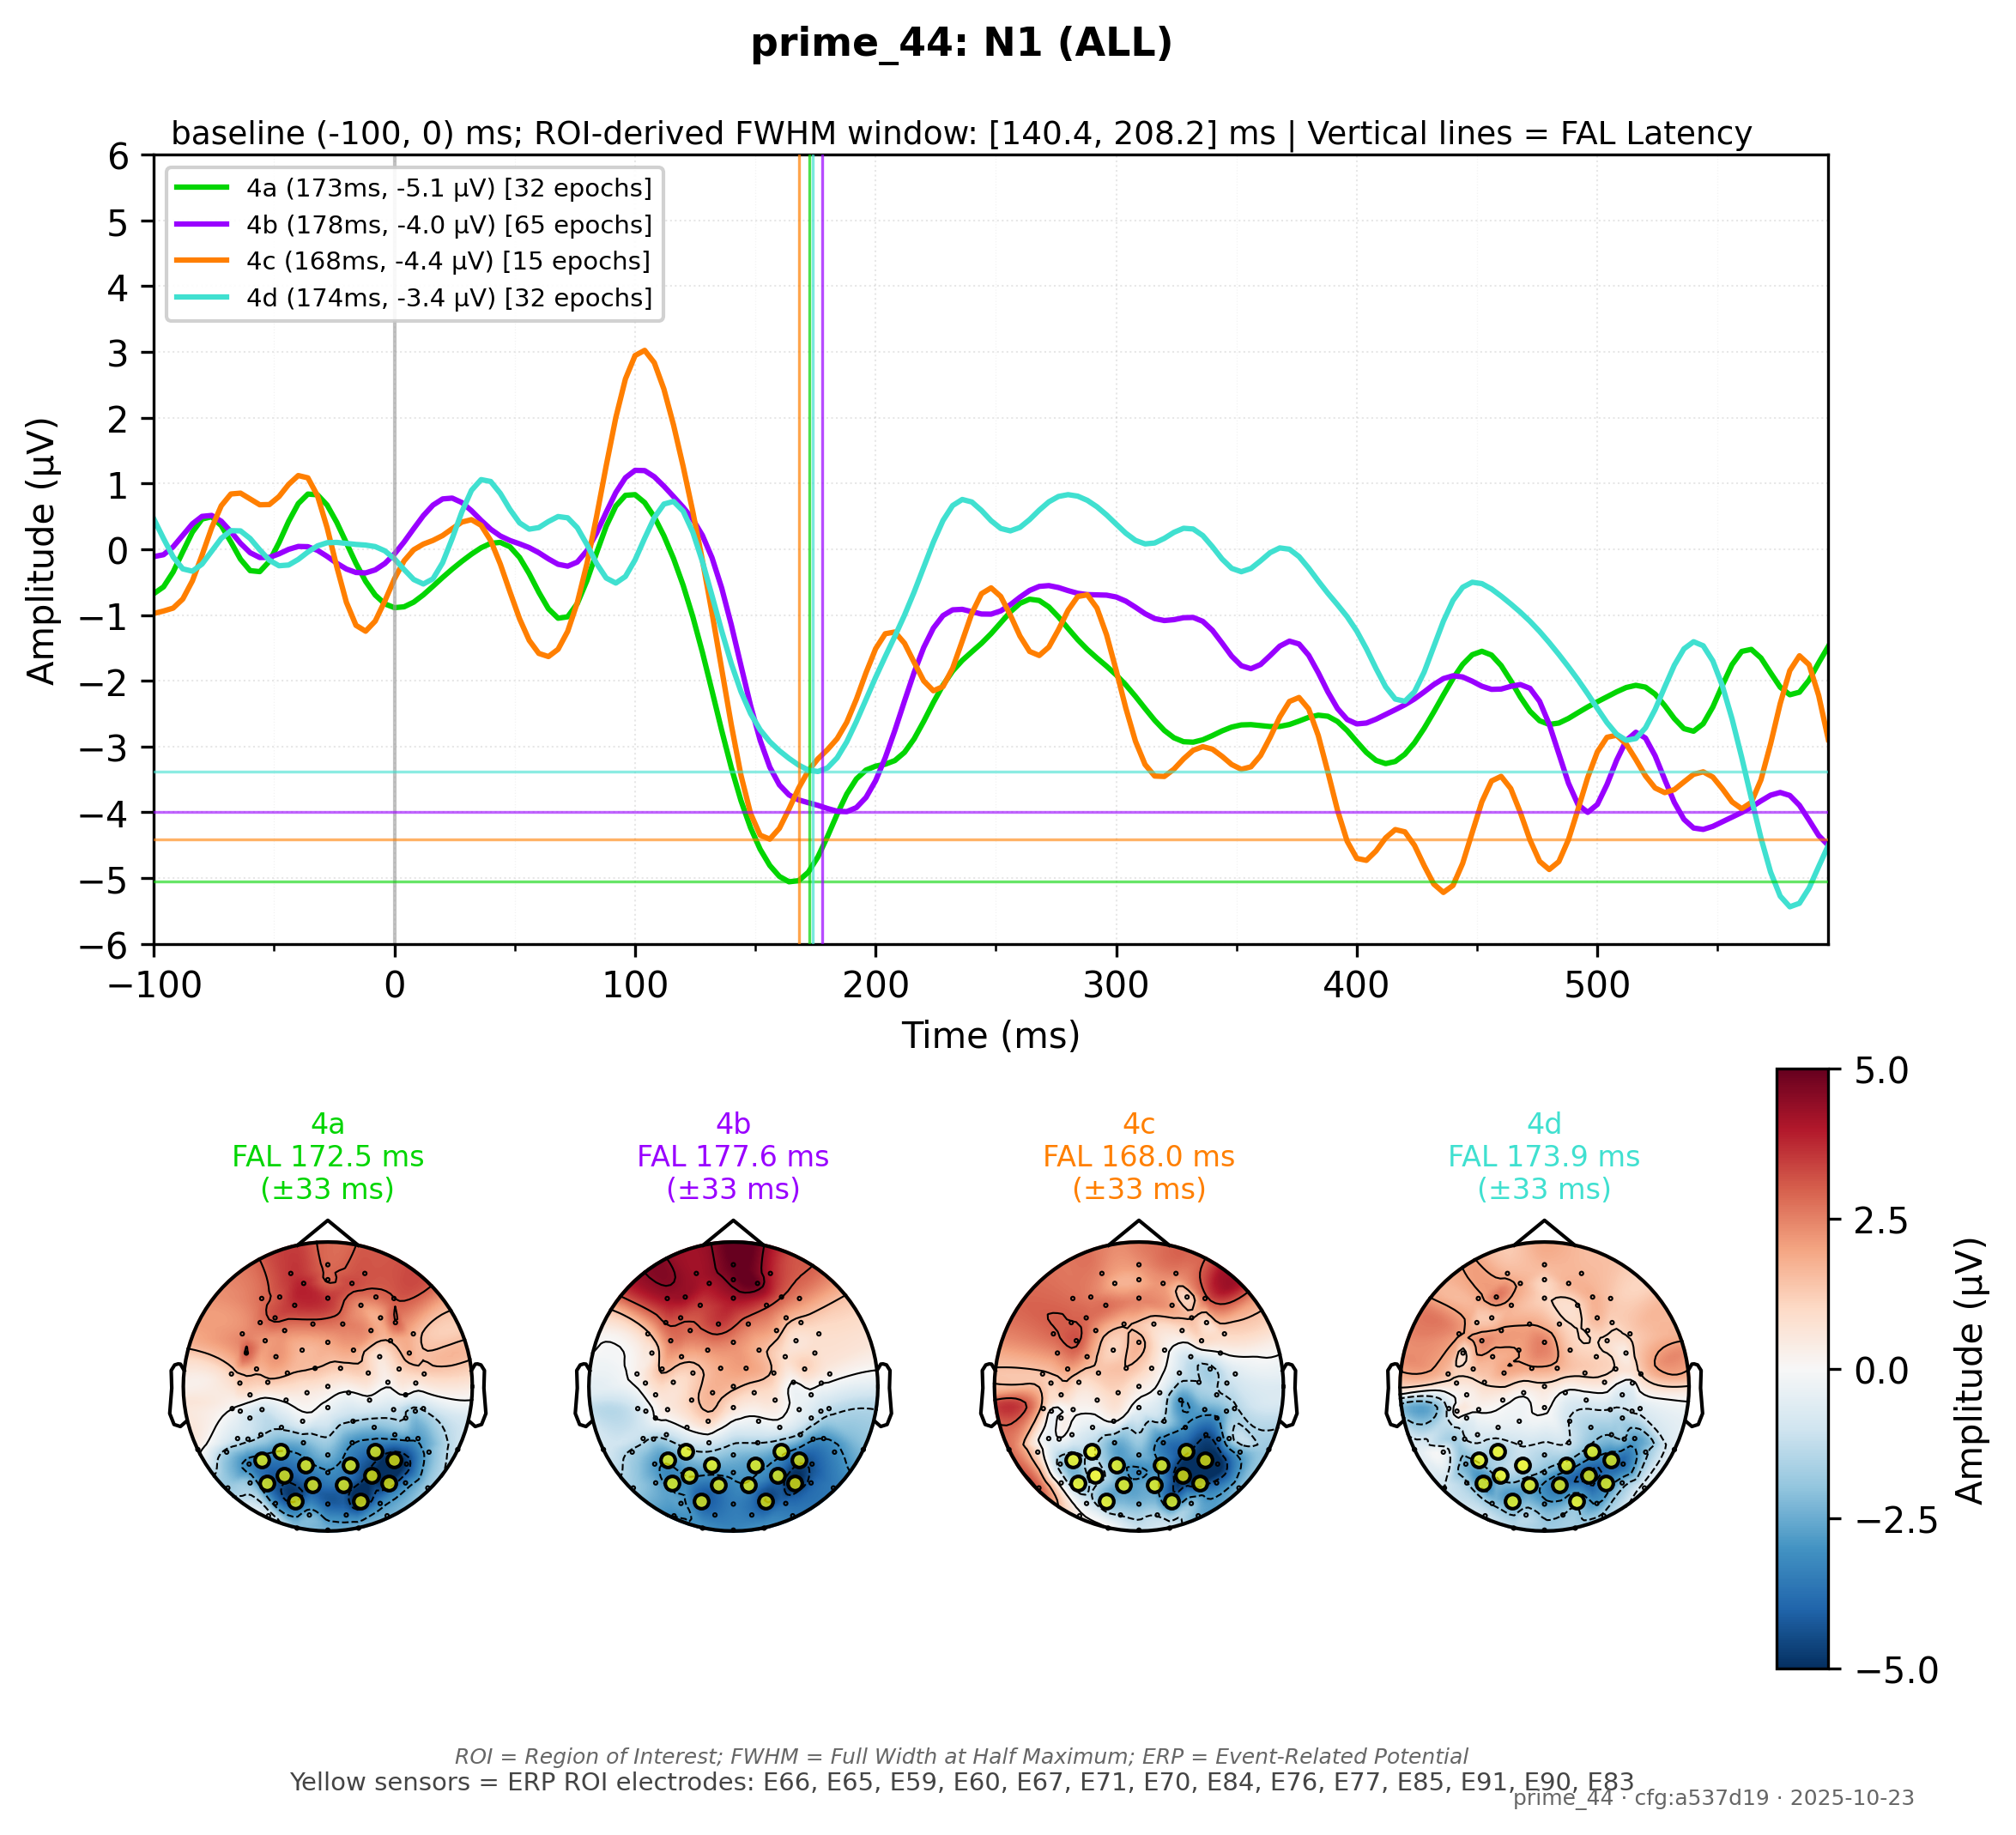 prime_44: N1 (ALL)
baseline (-100, 0) ms; ROI-derived FWHM window: [140.4, 208.2] ms | Vertical lines = FAL Latency
4a (173ms, -5.1 µV) [32 epochs]
4b (178ms, -4.0 µV) [65 epochs]
4c (168ms, -4.4 µV) [15 epochs]
4d (174ms, -3.4 µV) [32 epochs]
6
5
4
3
2
1
0
−1
−2
−3
−4
−5
−6
Amplitude (µV)
−100
0
100
200
300
400
500
Time (ms)
4a
FAL 172.5 ms
(±33 ms)
4b
FAL 177.6 ms
(±33 ms)
4c
FAL 168.0 ms
(±33 ms)
4d
FAL 173.9 ms
(±33 ms)
5.0
2.5
0.0
−2.5
−5.0
Amplitude (µV)
ROI = Region of Interest; FWHM = Full Width at Half Maximum; ERP = Event-Related Potential
Yellow sensors = ERP ROI electrodes: E66, E65, E59, E60, E67, E71, E70, E84, E76, E77, E85, E91, E90, E83
prime_44 · cfg:a537d19 · 2025-10-23